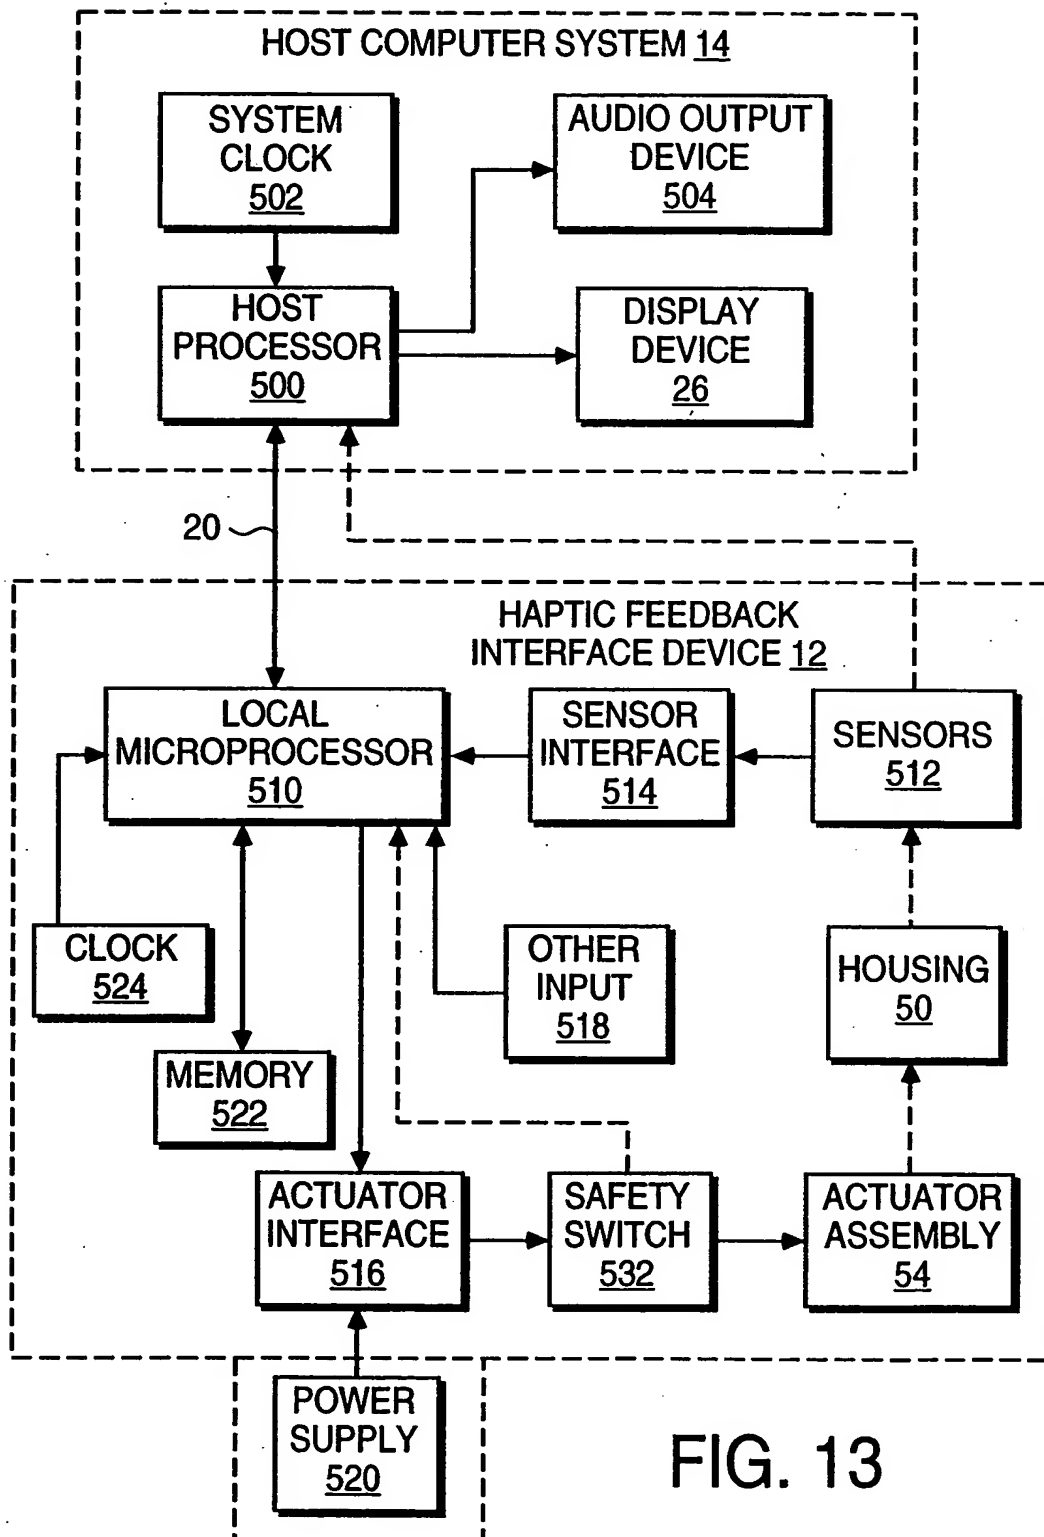 HOST COMPUTER SYSTEM 14
SYSTEM
CLOCK
502
AUDIO OUTPUT
DEVICE
504
HOST
PROCESSOR
500
DISPLAY
DEVICE
26
20
HAPTIC FEEDBACK
INTERFACE DEVICE 12
LOCAL
MICROPROCESSOR
510
SENSOR
INTERFACE
514
SENSORS
512
CLOCK
524
OTHER
INPUT
518
HOUSING
50
MEMORY
522
ACTUATOR
INTERFACE
516
SAFETY
SWITCH
532
ACTUATOR
ASSEMBLY
54
POWER
SUPPLY
520
FIG. 13